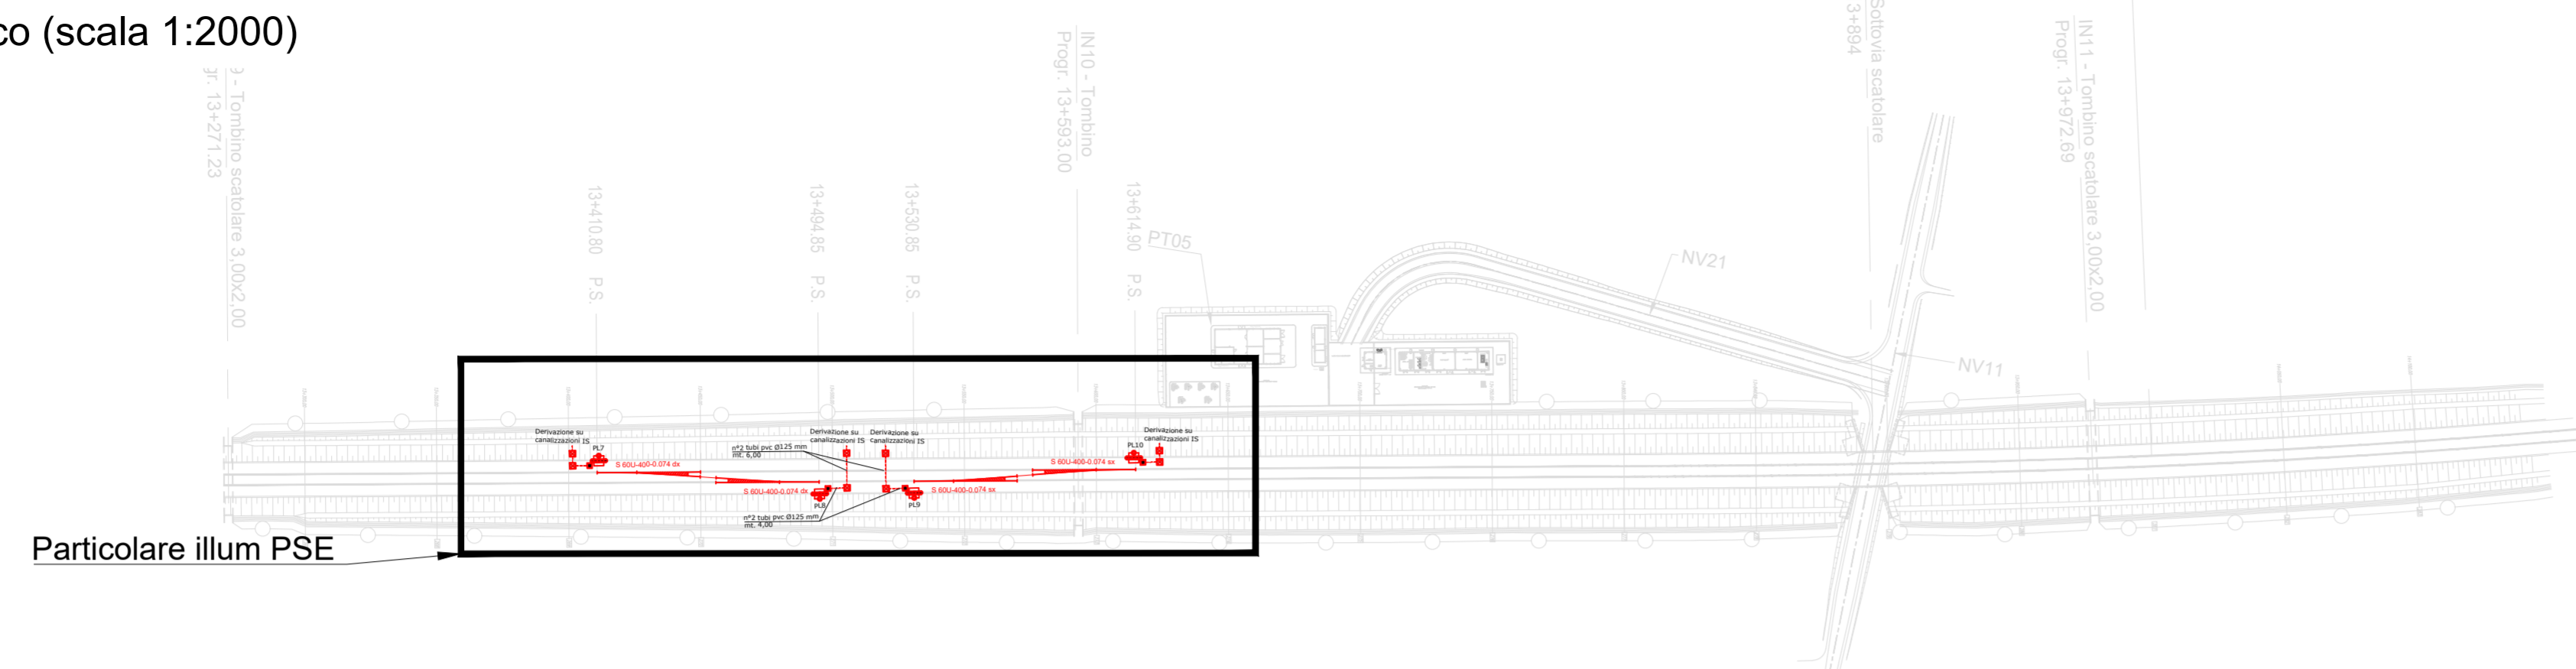 co (scala 1:2000)
- Tombino scatolare 3,00x2,00
gr. 13+271.23
IN10 - Tombino
Progr. 13+593.00
Sottovia scatolare
3+894
IN11 - Tombino scatolare 3,00x2,00
Progr. 13+972.69
13+410.80 P.S.
13+494.85 P.S.
13+530.85 P.S.
13+614.90 P.S.
PT05
NV21
NV11
Derivazione su
canalizzazioni IS
PL7
S 60U-400-0.074 dx
n°2 tubi pvc Ø125 mm
mt. 6,00
Derivazione su
canalizzazioni IS
Derivazione su
canalizzazioni IS
S 60U-400-0.074 dx
PL8
n°2 tubi pvc Ø125 mm
mt. 4,00
PL9
S 60U-400-0.074 sx
S 60U-400-0.074 sx
PL10
Derivazione su
canalizzazioni IS
Particolare illum PSE